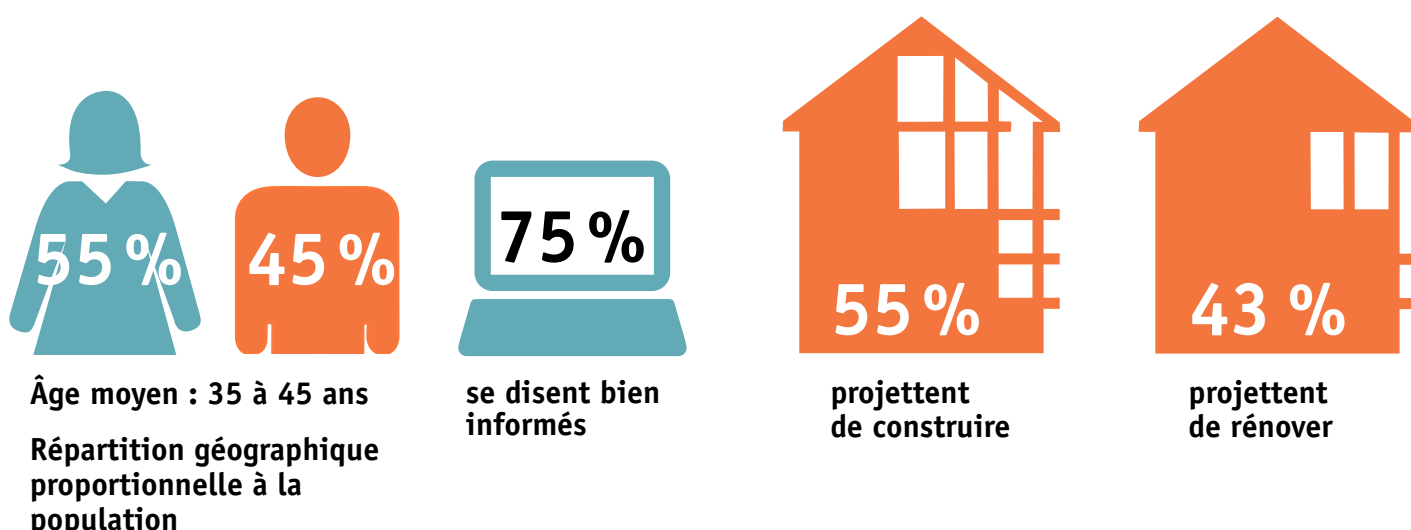 55 %
45 %
Âge moyen : 35 à 45 ans
Répartition géographique
proportionnelle à la
population
75 %
se disent bien
informés
55 %
projettent
de construire
43 %
projettent
de rénover